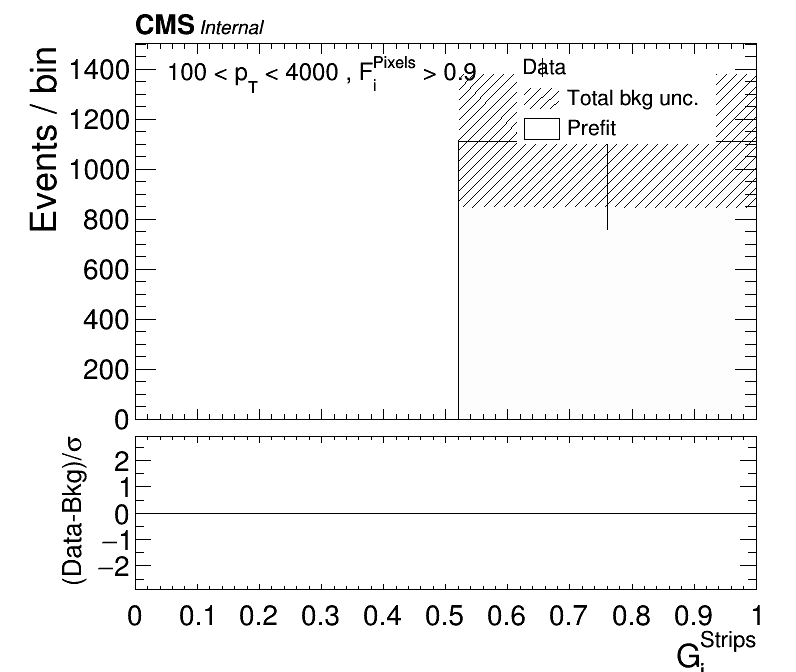 CMS Internal
Events / bin
1400
1200
1000
800
600
400
200
0
100 < p_T < 4000 , F_i^Pixels > 0.9
Data
Total bkg unc.
Prefit
(Data-Bkg)/σ
2
1
0
−1
−2
0 0.1 0.2 0.3 0.4 0.5 0.6 0.7 0.8 0.9 1
G_i^Strips